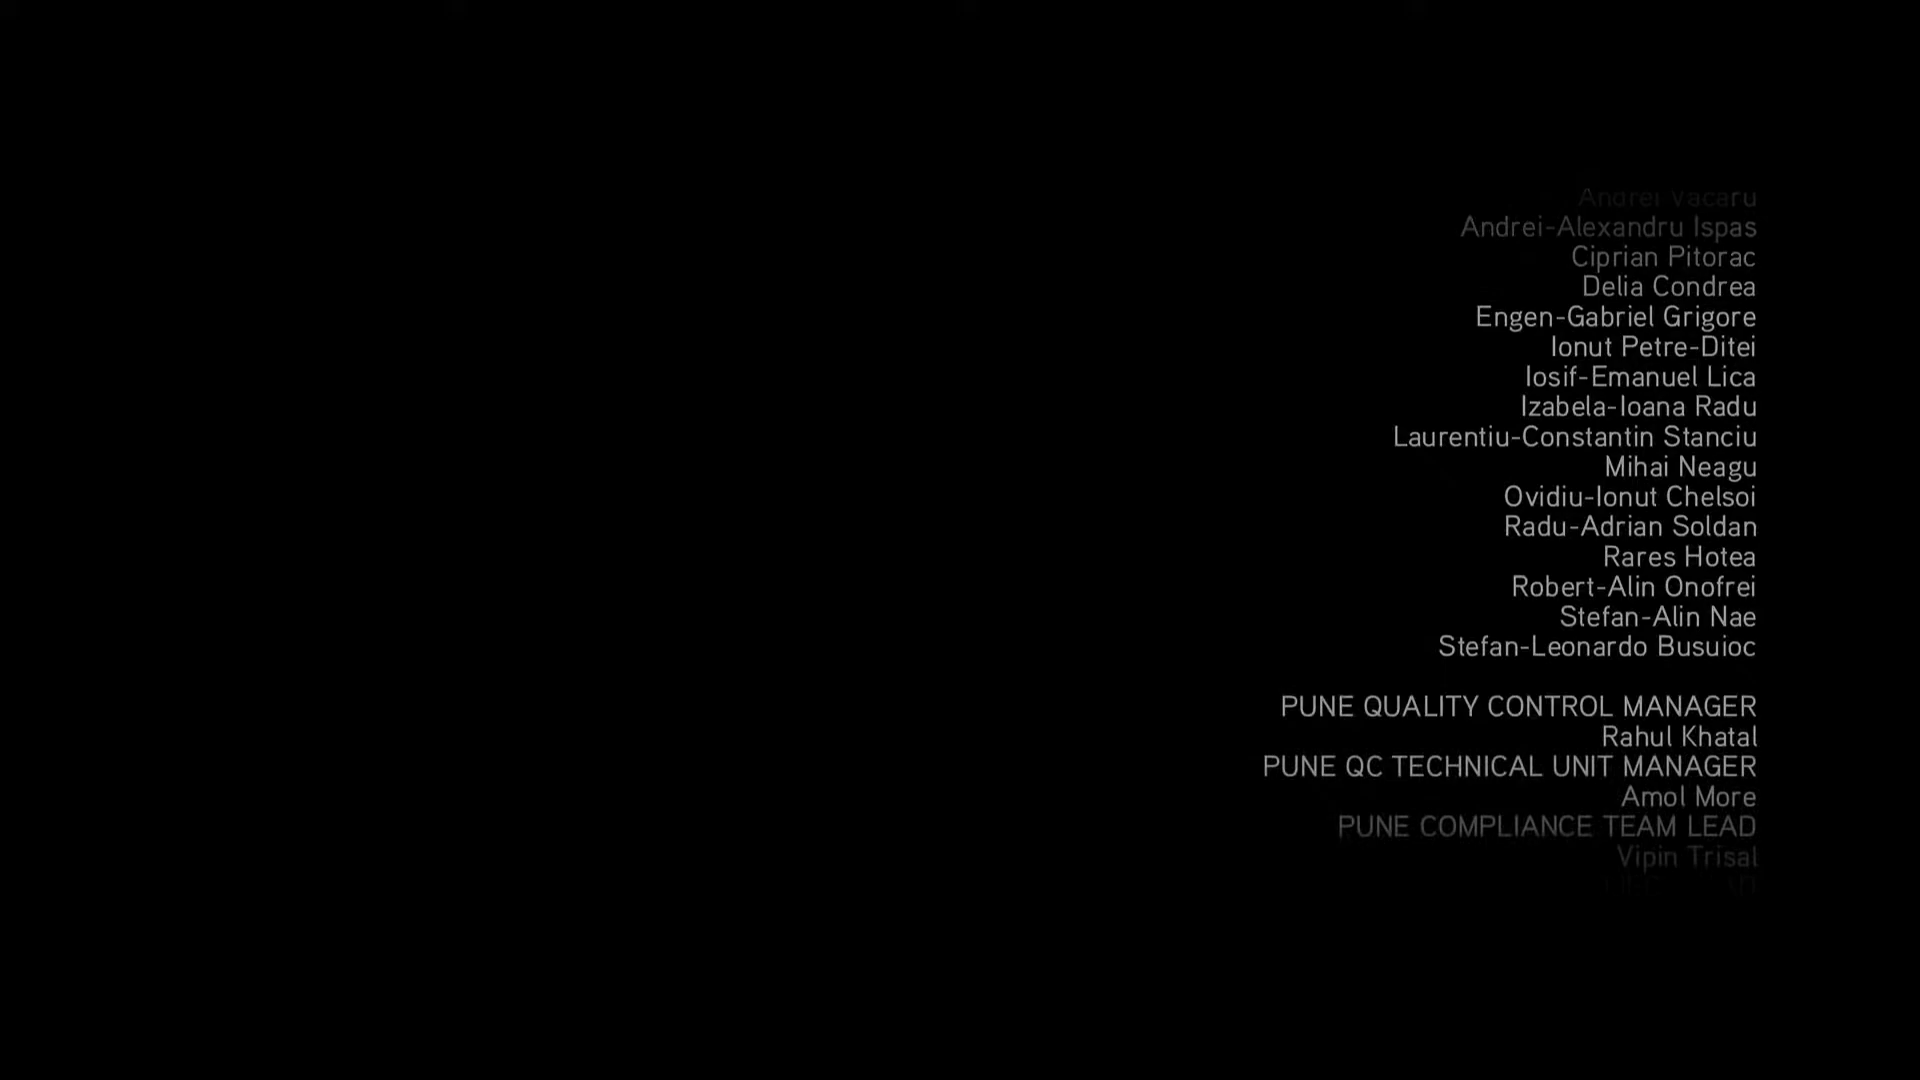 Andrei Vacaru
Andrei-Alexandru Ispas
Ciprian Pitorac
Delia Condrea
Engen-Gabriel Grigore
Ionut Petre-Ditei
Iosif-Emanuel Lica
Izabela-Ioana Radu
Laurentiu-Constantin Stanciu
Mihai Neagu
Ovidiu-Ionut Chelsoi
Radu-Adrian Soldan
Rares Hotea
Robert-Alin Onofrei
Stefan-Alin Nae
Stefan-Leonardo Busuioc
PUNE QUALITY CONTROL MANAGER
Rahul Khatal
PUNE QC TECHNICAL UNIT MANAGER
Amol More
PUNE COMPLIANCE TEAM LEAD
Vipin Trisal